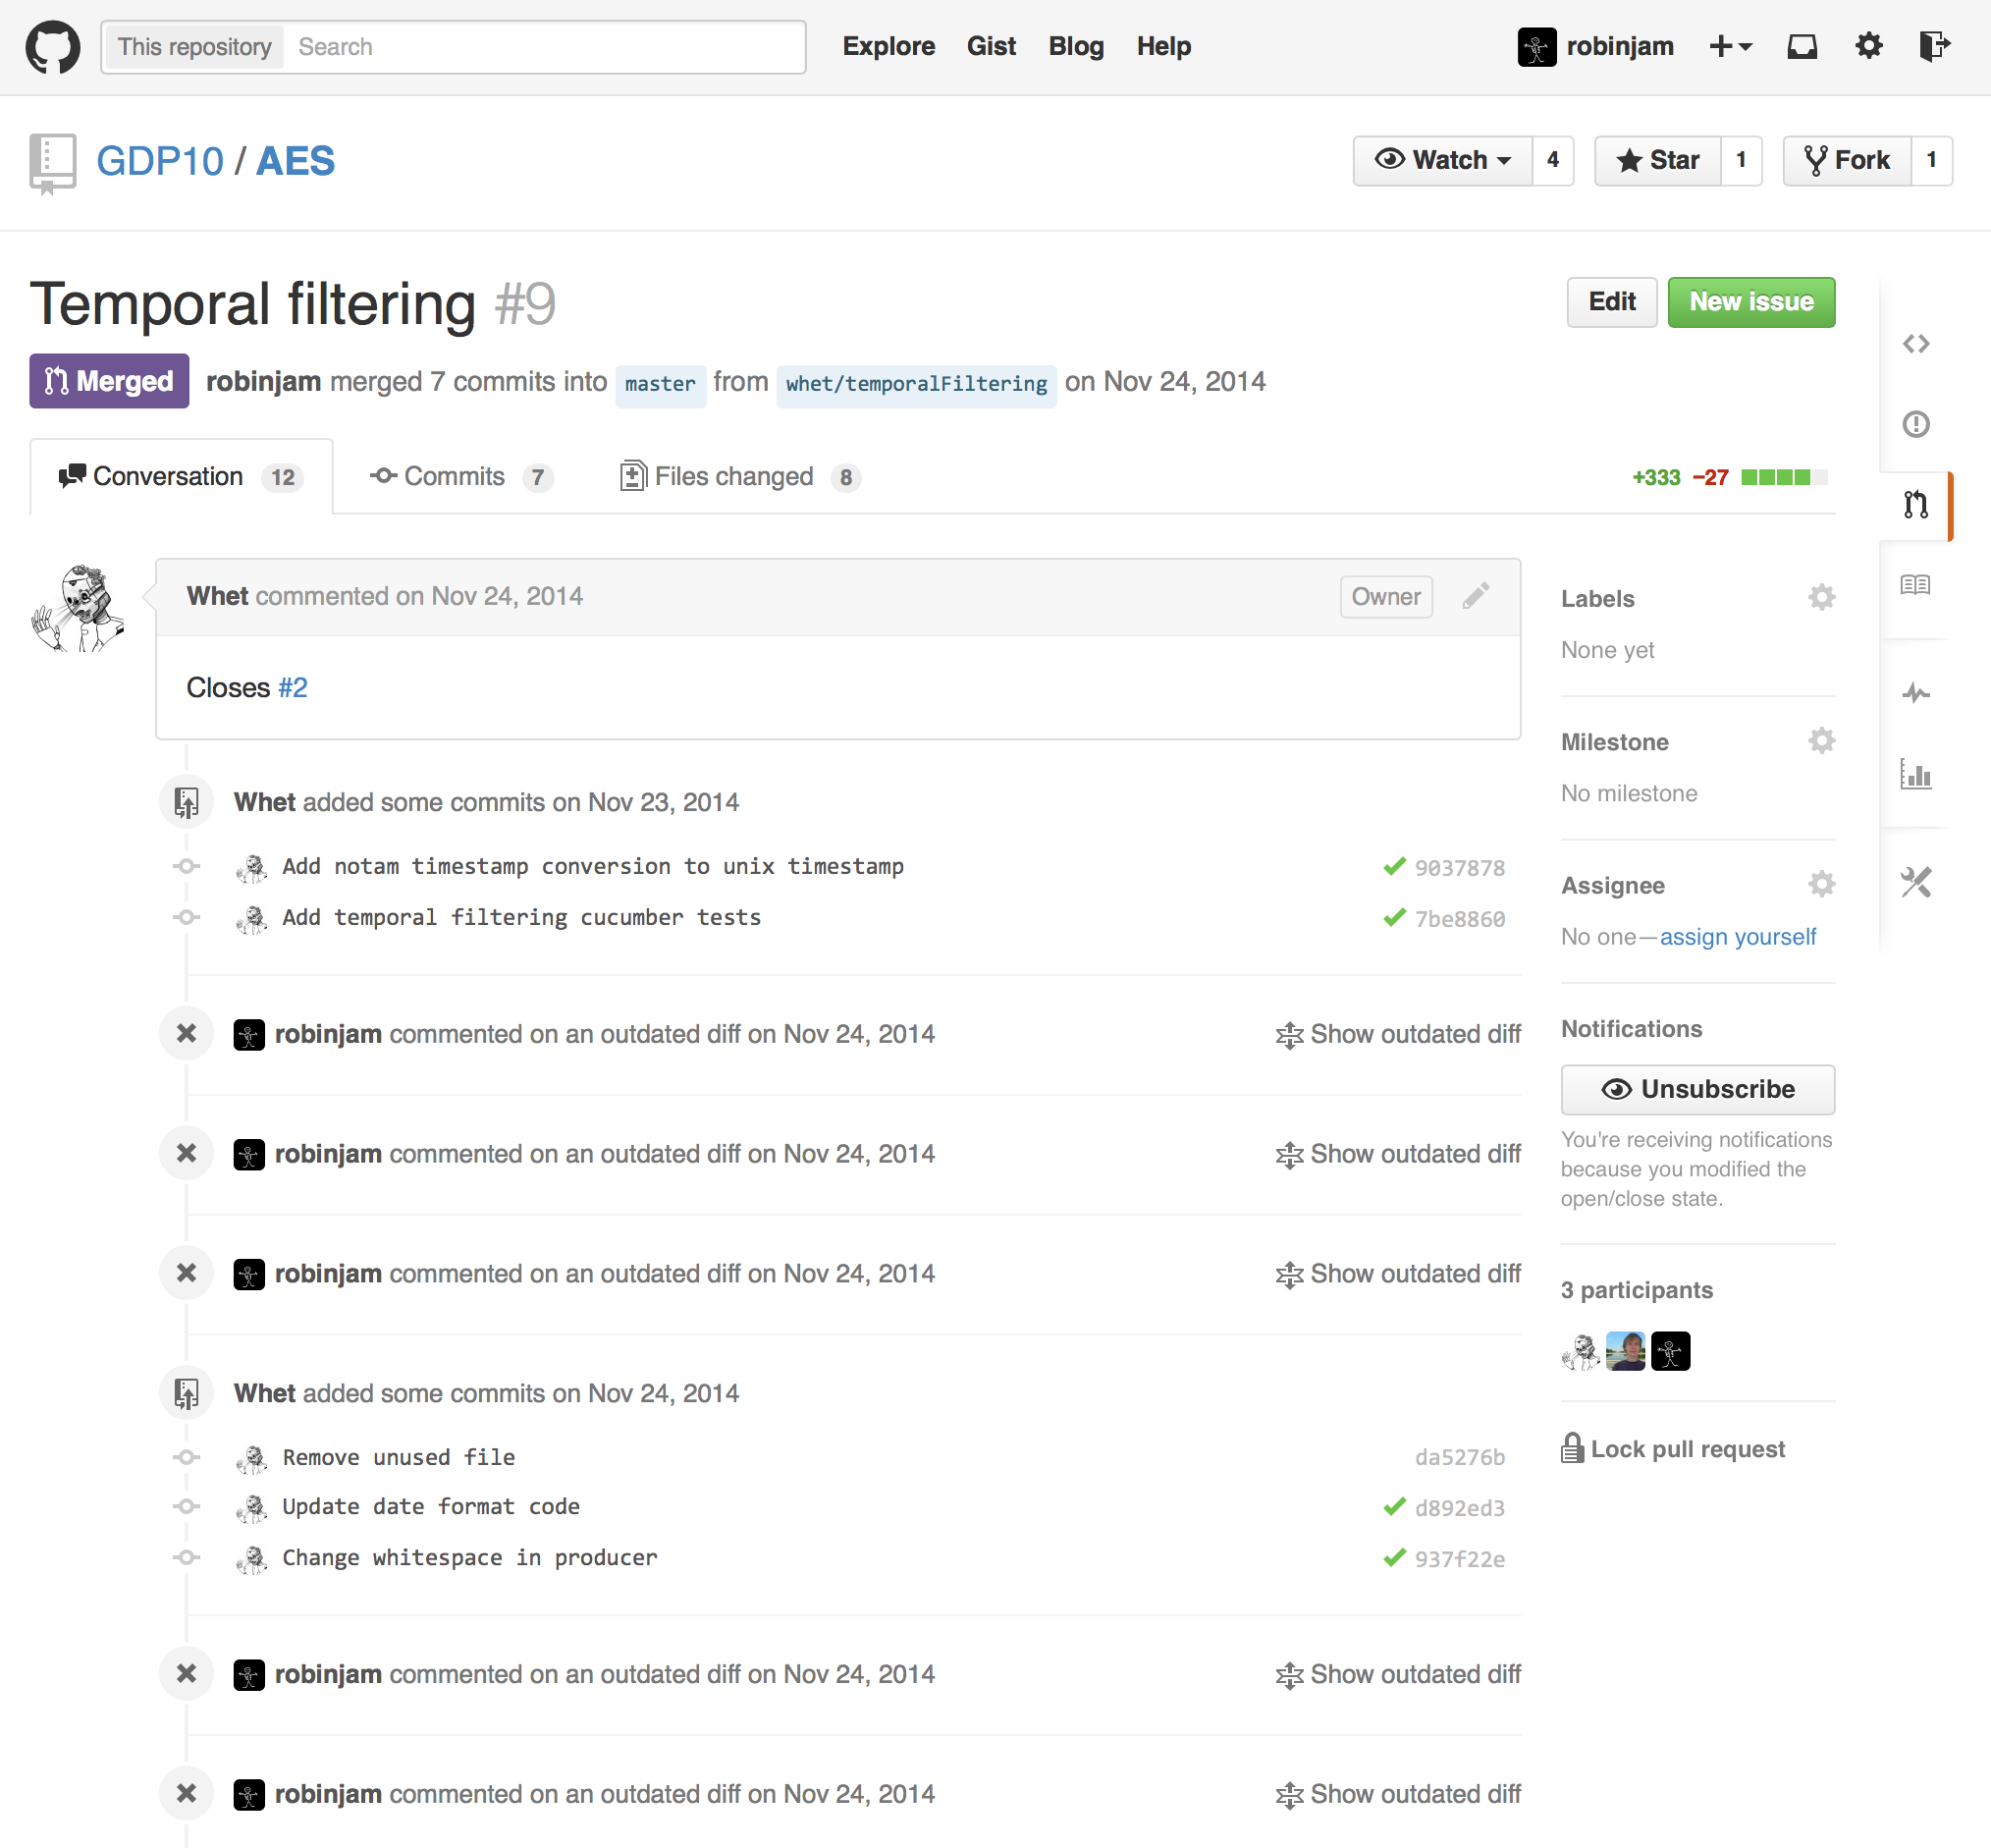 This repository Search Explore Gist Blog Help robinjam
GDP10 / AES Watch 4 Star 1 Fork 1
Temporal filtering #9 Edit New issue
Merged robinjam merged 7 commits into master from whet/temporalFiltering on Nov 24, 2014
Conversation 12 Commits 7 Files changed 8 +333 −27
Whet commented on Nov 24, 2014 Owner
Closes #2
Whet added some commits on Nov 23, 2014
Add notam timestamp conversion to unix timestamp 9037878
Add temporal filtering cucumber tests 7be8860
robinjam commented on an outdated diff on Nov 24, 2014 Show outdated diff
robinjam commented on an outdated diff on Nov 24, 2014 Show outdated diff
robinjam commented on an outdated diff on Nov 24, 2014 Show outdated diff
Whet added some commits on Nov 24, 2014
Remove unused file da5276b
Update date format code d892ed3
Change whitespace in producer 937f22e
robinjam commented on an outdated diff on Nov 24, 2014 Show outdated diff
robinjam commented on an outdated diff on Nov 24, 2014 Show outdated diff
Labels
None yet
Milestone
No milestone
Assignee
No one—assign yourself
Notifications
Unsubscribe
You're receiving notifications
because you modified the
open/close state.
3 participants
Lock pull request